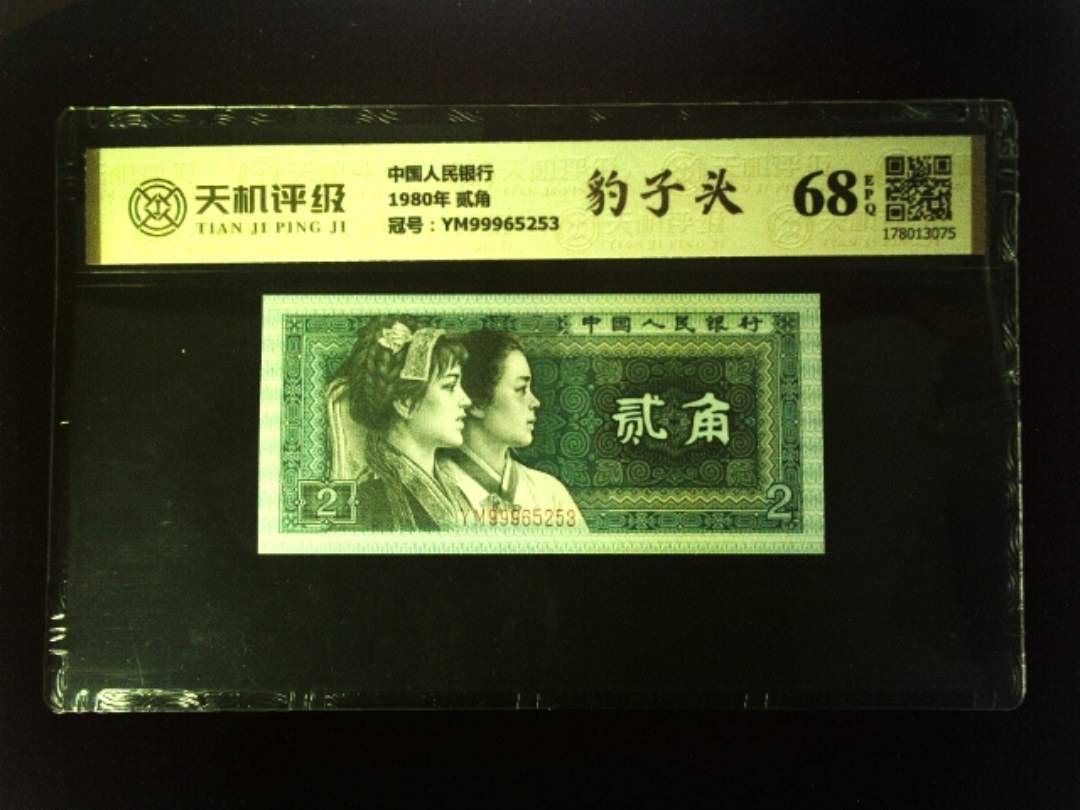 天机评级
TIAN JI PING JI
中国人民银行
1980年 贰角
冠号：YM99965253
豹子头
68
EPQ
178013075
中国人民银行
贰角
2
2
YM99965253